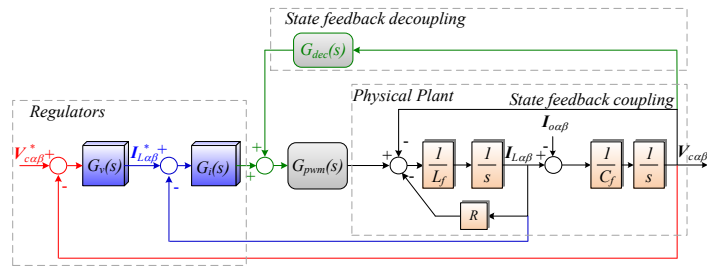 State feedback decoupling
G_dec(s)
Regulators
Physical Plant
State feedback coupling
V_cαβ^* + - G_v(s) I_Lαβ^* + - G_i(s) + + G_pwm(s) + - - 1/L_f 1/s I_Lαβ + - I_oαβ 1/C_f 1/s V_cαβ
R